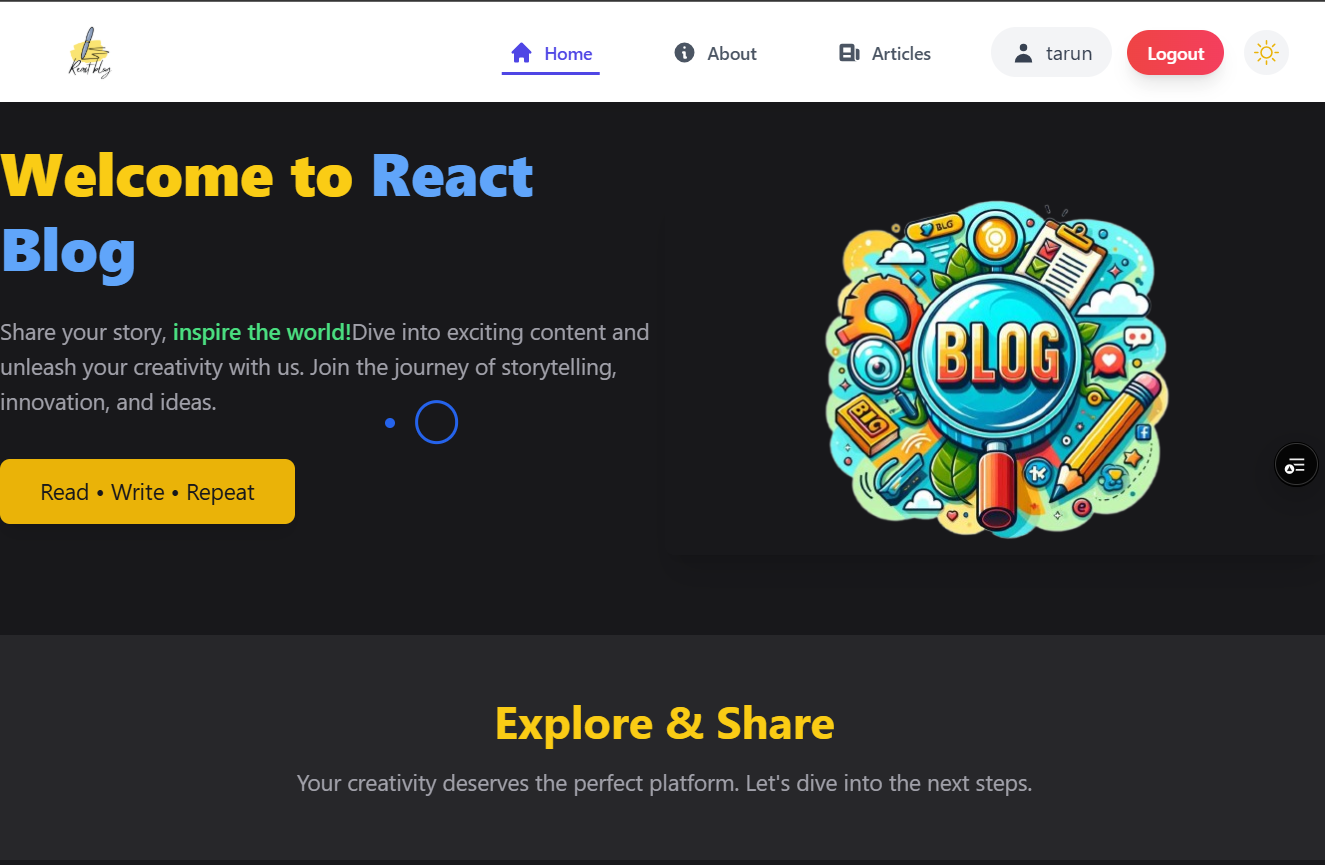 React blog
Home
About
Articles
tarun
Logout
Welcome to React
Blog
Share your story, inspire the world!Dive into exciting content and
unleash your creativity with us. Join the journey of storytelling,
innovation, and ideas.
Read • Write • Repeat
BLG
BLOG
BIG
Explore & Share
Your creativity deserves the perfect platform. Let's dive into the next steps.